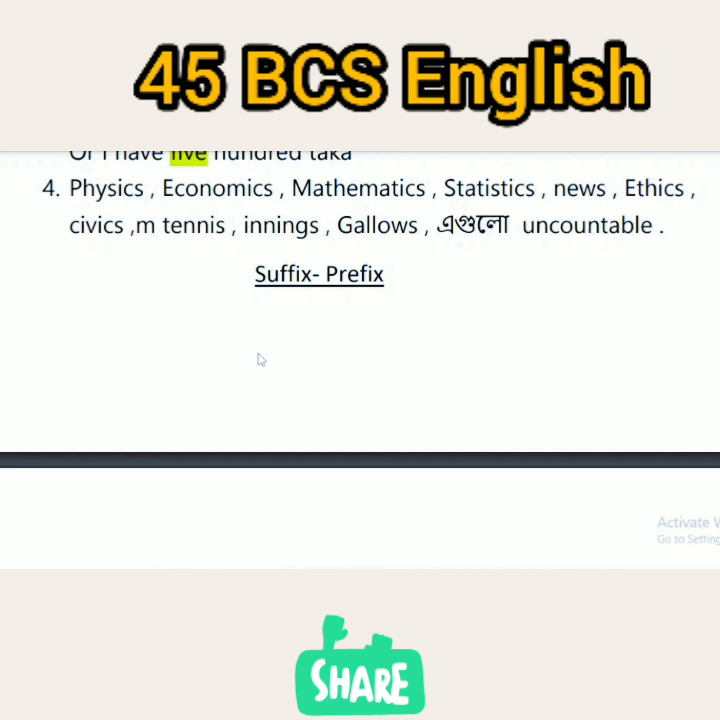 45 BCS English
Or I have five hundred taka
4. Physics , Economics , Mathematics , Statistics , news , Ethics ,
civics ,m tennis , innings , Gallows , এগুলো uncountable .
Suffix- Prefix
Activate
Go to Setting
SHARE